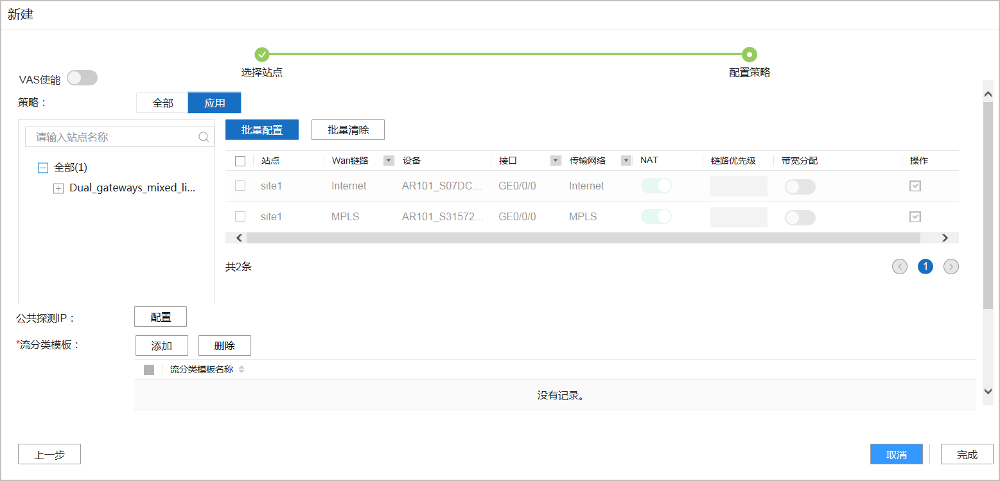 新建
选择站点 配置策略
VAS使能
策略： 全部 应用
请输入站点名称 批量配置 批量清除
全部(1)
Dual_gateways_mixed_li...
站点 Wan链路 设备 接口 传输网络 NAT 链路优先级 带宽分配 操作
site1 Internet AR101_S07DC... GE0/0/0 Internet
site1 MPLS AR101_S31572... GE0/0/0 MPLS
共2条 1
公共探测IP： 配置
*流分类模板： 添加 删除
流分类模板名称
没有记录。
上一步 取消 完成